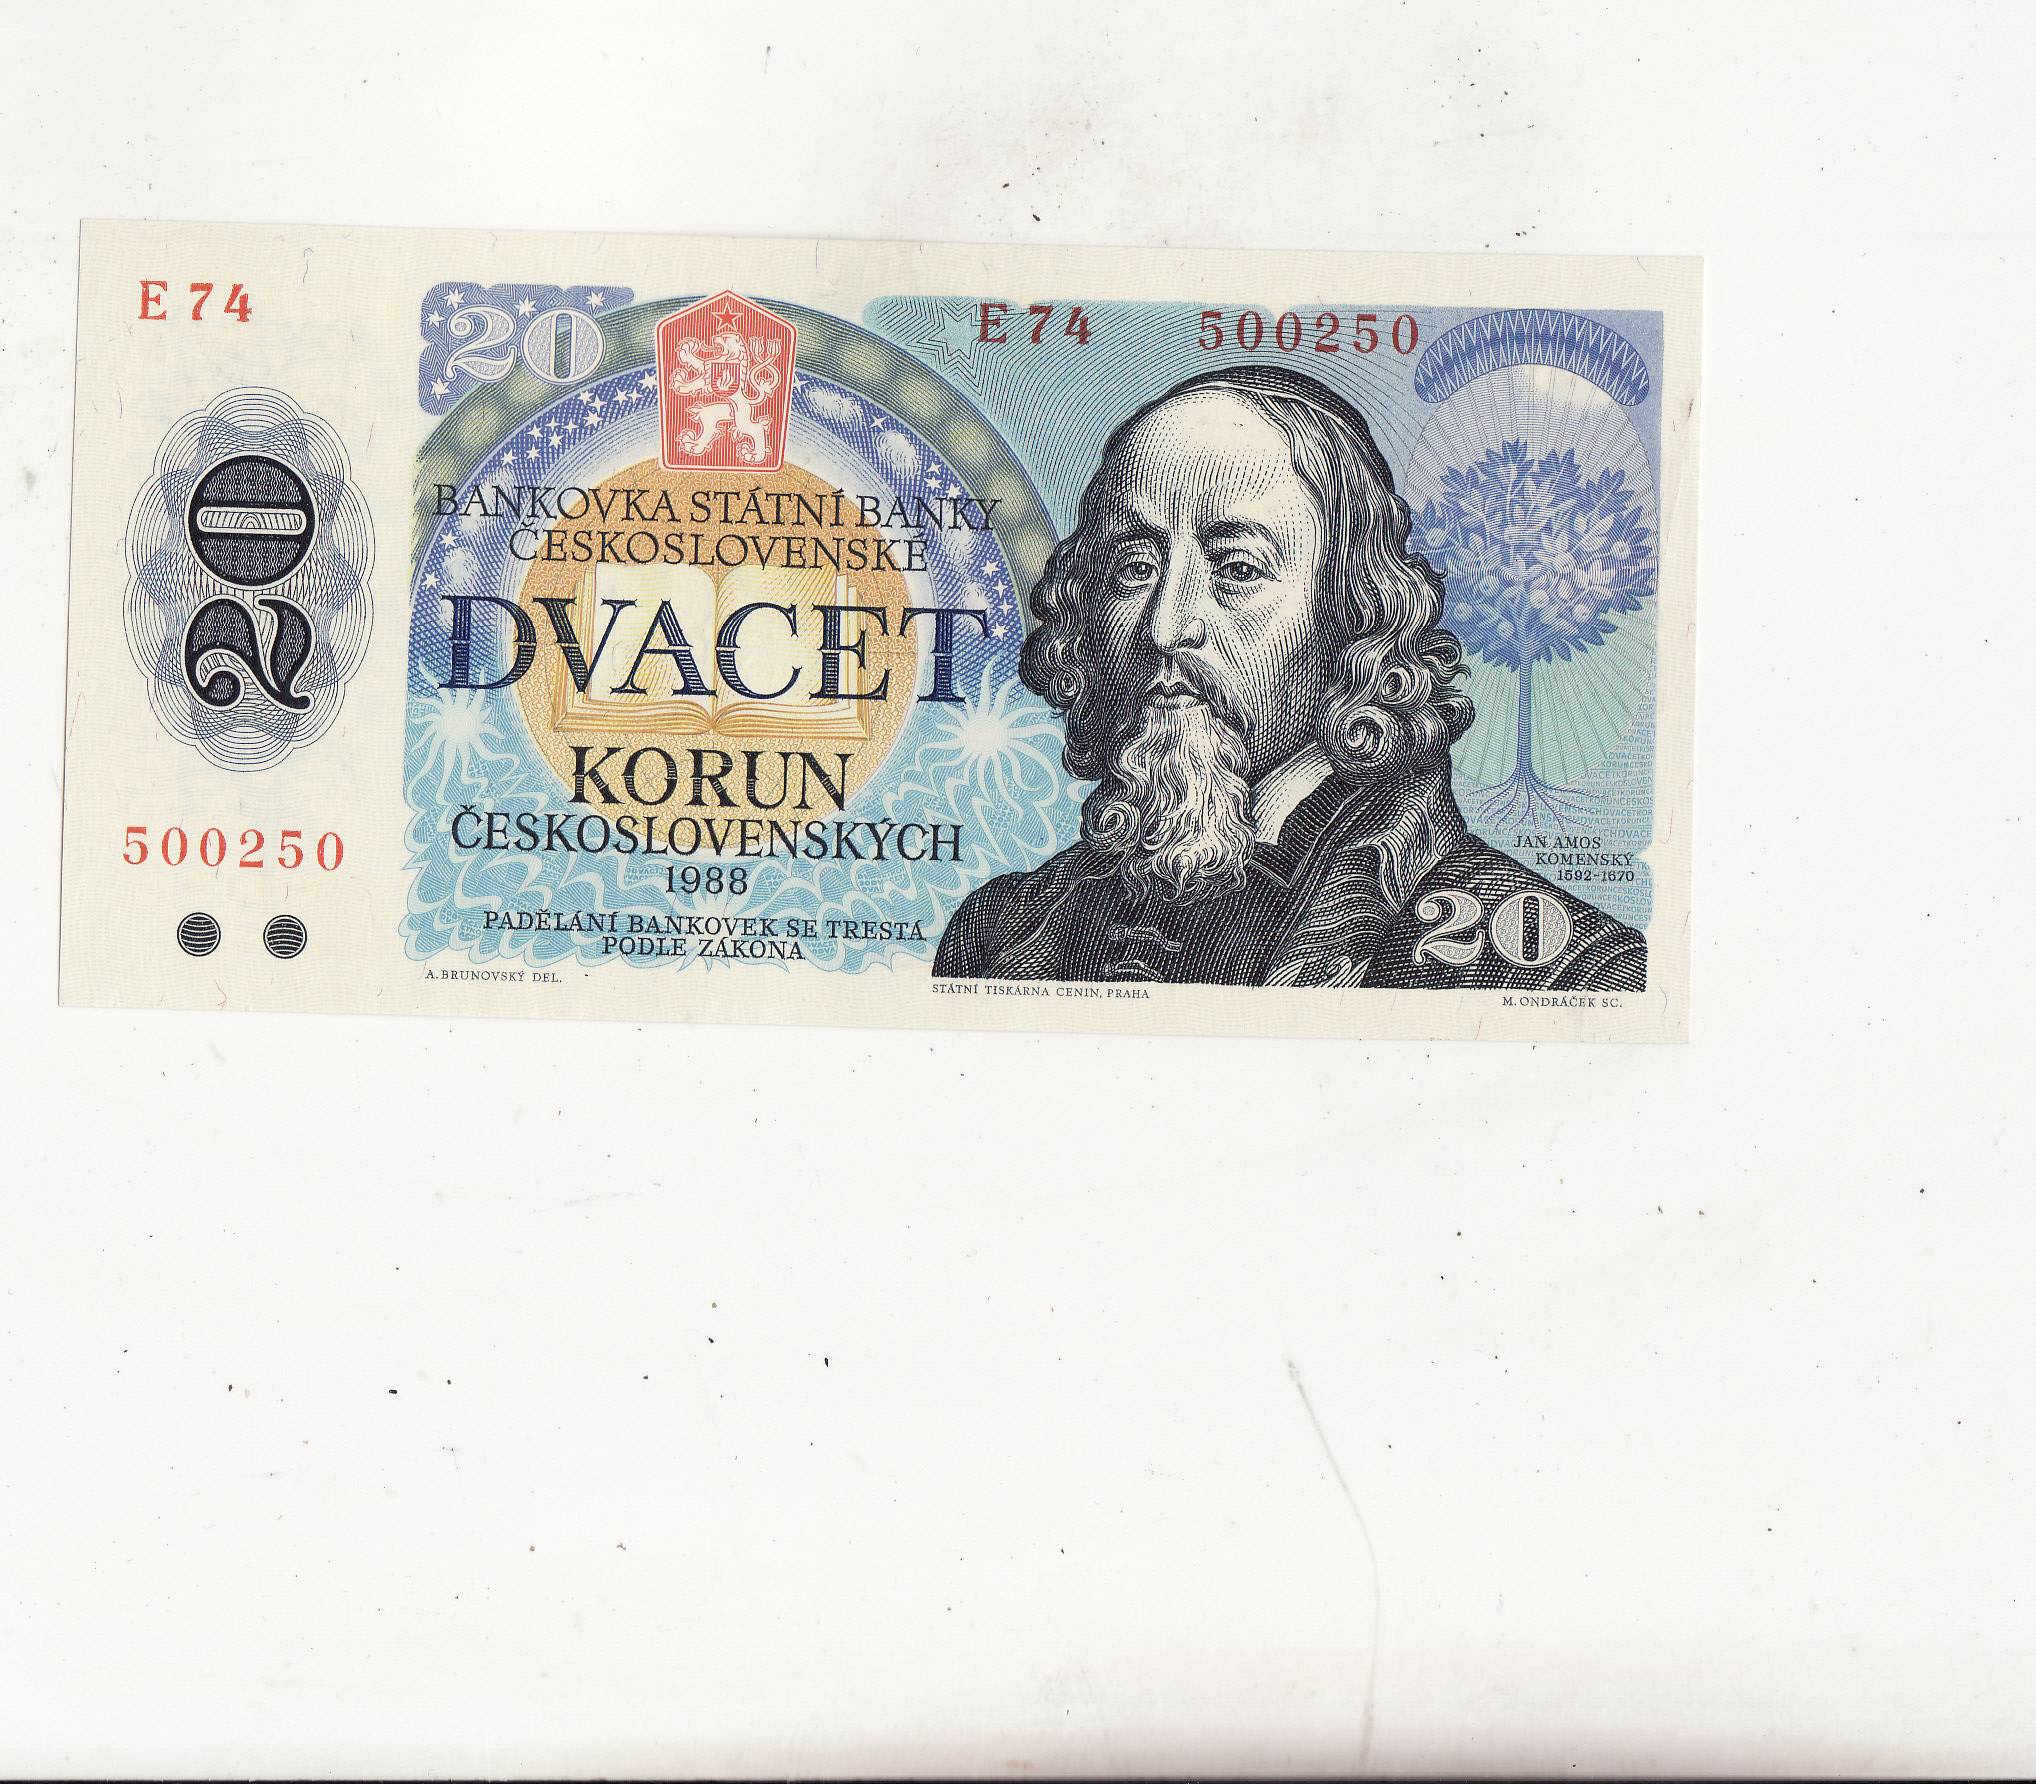 E 74
20
E 74 500250
20
BANKOVKA STÁTNÍ BANKY
ČESKOSLOVENSKÉ
DVACET
KORUN
ČESKOSLOVENSKÝCH
1988
PADĚLÁNÍ BANKOVEK SE TRESTÁ
PODLE ZÁKONA
500250
A. BRUNOVSKÝ DEL.
JAN AMOS
KOMENSKÝ
1592-1670
20
STÁTNÍ TISKÁRNA CENIN, PRAHA
M. ONDRÁČEK SC.